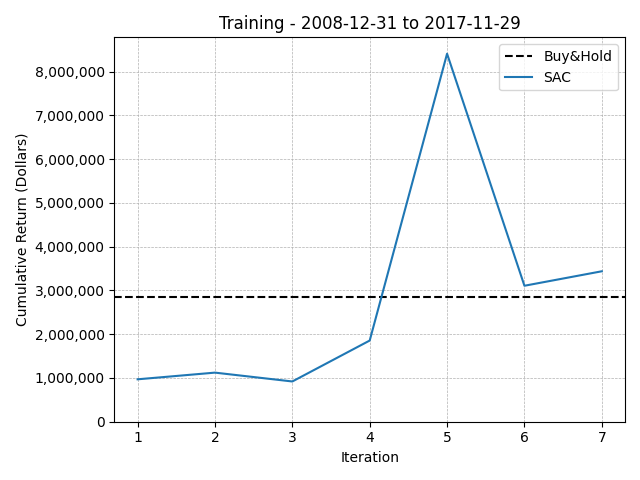 Training - 2008-12-31 to 2017-11-29
Buy&Hold
SAC
Cumulative Return (Dollars)
8,000,000
7,000,000
6,000,000
5,000,000
4,000,000
3,000,000
2,000,000
1,000,000
0
1 2 3 4 5 6 7
Iteration